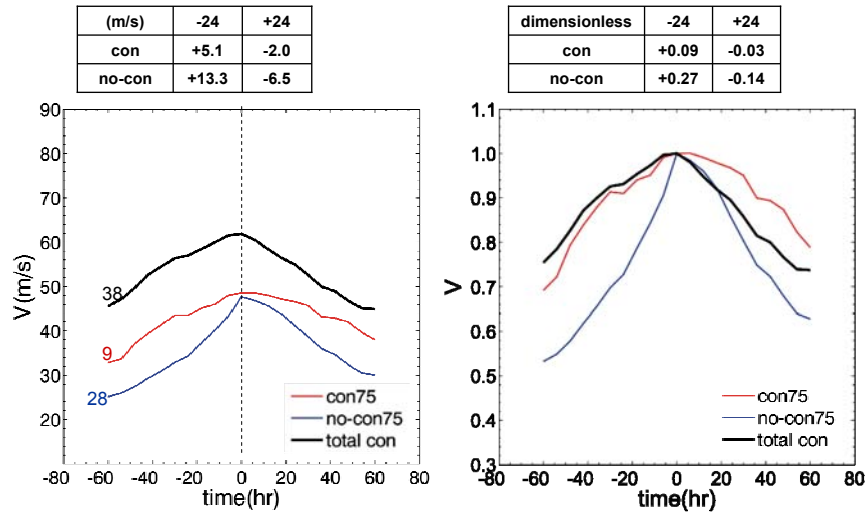 (m/s) -24 +24
con +5.1 -2.0
no-con +13.3 -6.5
90
80
70
60
50
40
30
20
V (m/s)
38
9
28
con75
no-con75
total con
-80 -60 -40 -20 0 20 40 60 80
time(hr)
dimensionless -24 +24
con +0.09 -0.03
no-con +0.27 -0.14
1.1
1.0
0.9
0.8
0.7
0.6
0.5
0.4
0.3
V
con75
no-con75
total con
-80 -60 -40 -20 0 20 40 60 80
time(hr)